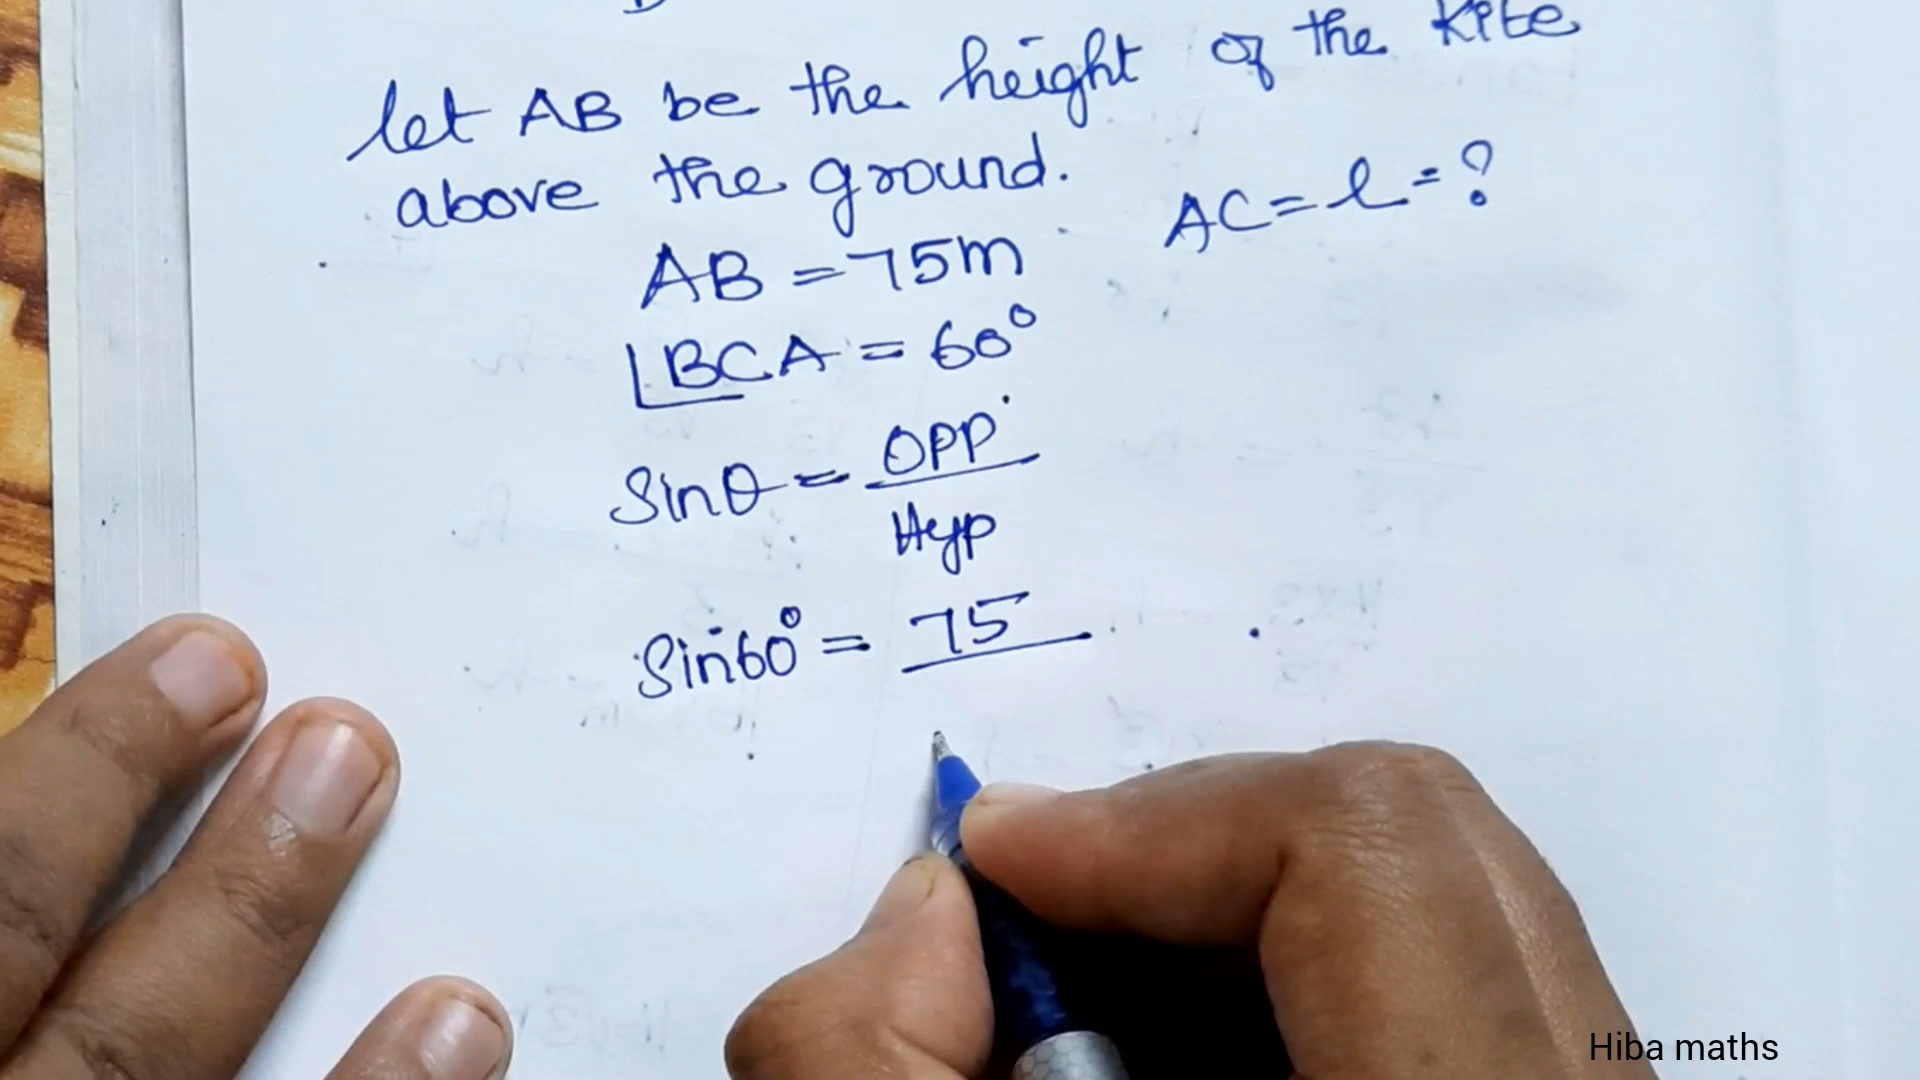 let AB be the height of the kite
above the ground.
AC = l = ?
AB = 75m
∠BCA = 60°
Sinθ = OPP / Hyp
Sin60° = 75
Hiba maths